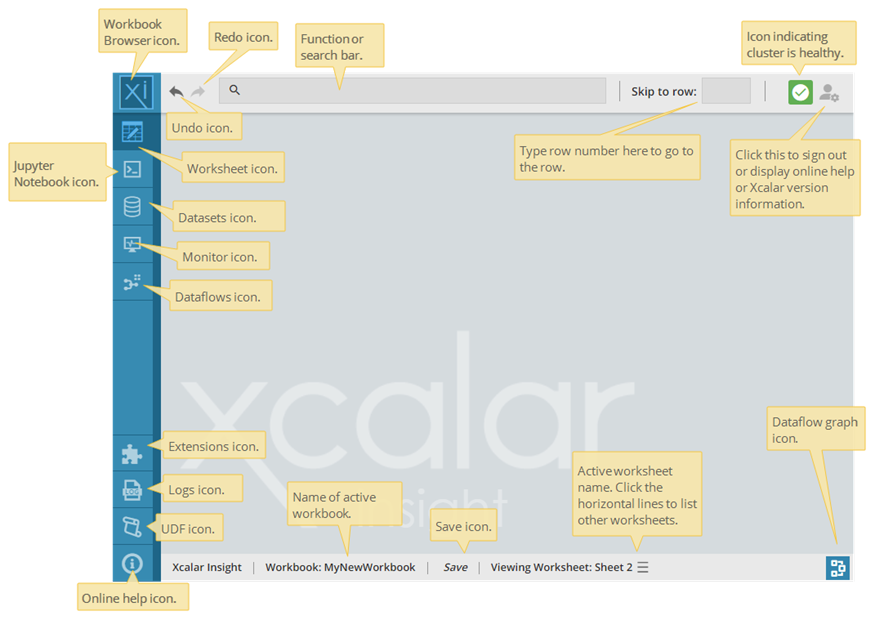 Workbook
Browser icon.
Redo icon.
Function or
search bar.
Icon indicating
cluster is healthy.
Xi
Skip to row:
Undo icon.
Type row number here to go to
the row.
Click this to sign out
or display online help
or Xcalar version
information.
Jupyter
Notebook icon.
Worksheet icon.
Datasets icon.
Monitor icon.
Dataflows icon.
xcalar
insight
Dataflow graph
icon.
Extensions icon.
Active worksheet
name. Click the
horizontal lines to list
other worksheets.
LOG
Logs icon.
Name of active
workbook.
Save icon.
UDF icon.
Xcalar Insight
Workbook: MyNewWorkbook
Save
Viewing Worksheet: Sheet 2
Online help icon.